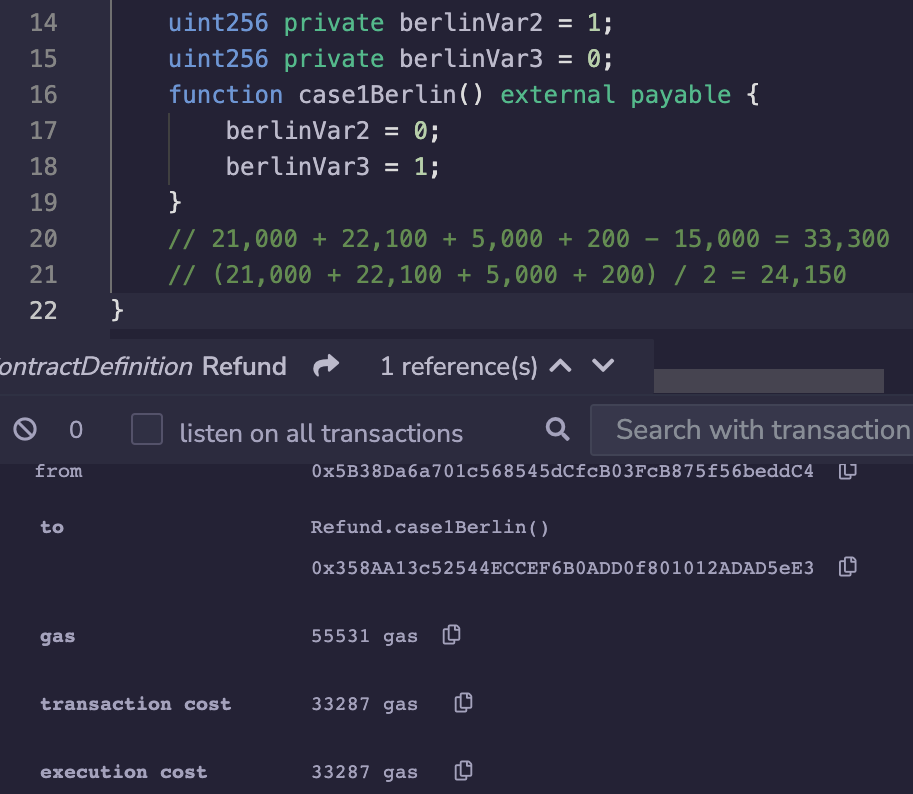 14 uint256 private berlinVar2 = 1;
15 uint256 private berlinVar3 = 0;
16 function case1Berlin() external payable {
17 berlinVar2 = 0;
18 berlinVar3 = 1;
19 }
20 // 21,000 + 22,100 + 5,000 + 200 - 15,000 = 33,300
21 // (21,000 + 22,100 + 5,000 + 200) / 2 = 24,150
22 }
ontractDefinition Refund 1 reference(s)
0 listen on all transactions Search with transaction
from 0x5B38Da6a701c568545dCfcB03FcB875f56beddC4
to Refund.case1Berlin()
0x358AA13c52544ECCEF6B0ADD0f801012ADAD5eE3
gas 55531 gas
transaction cost 33287 gas
execution cost 33287 gas